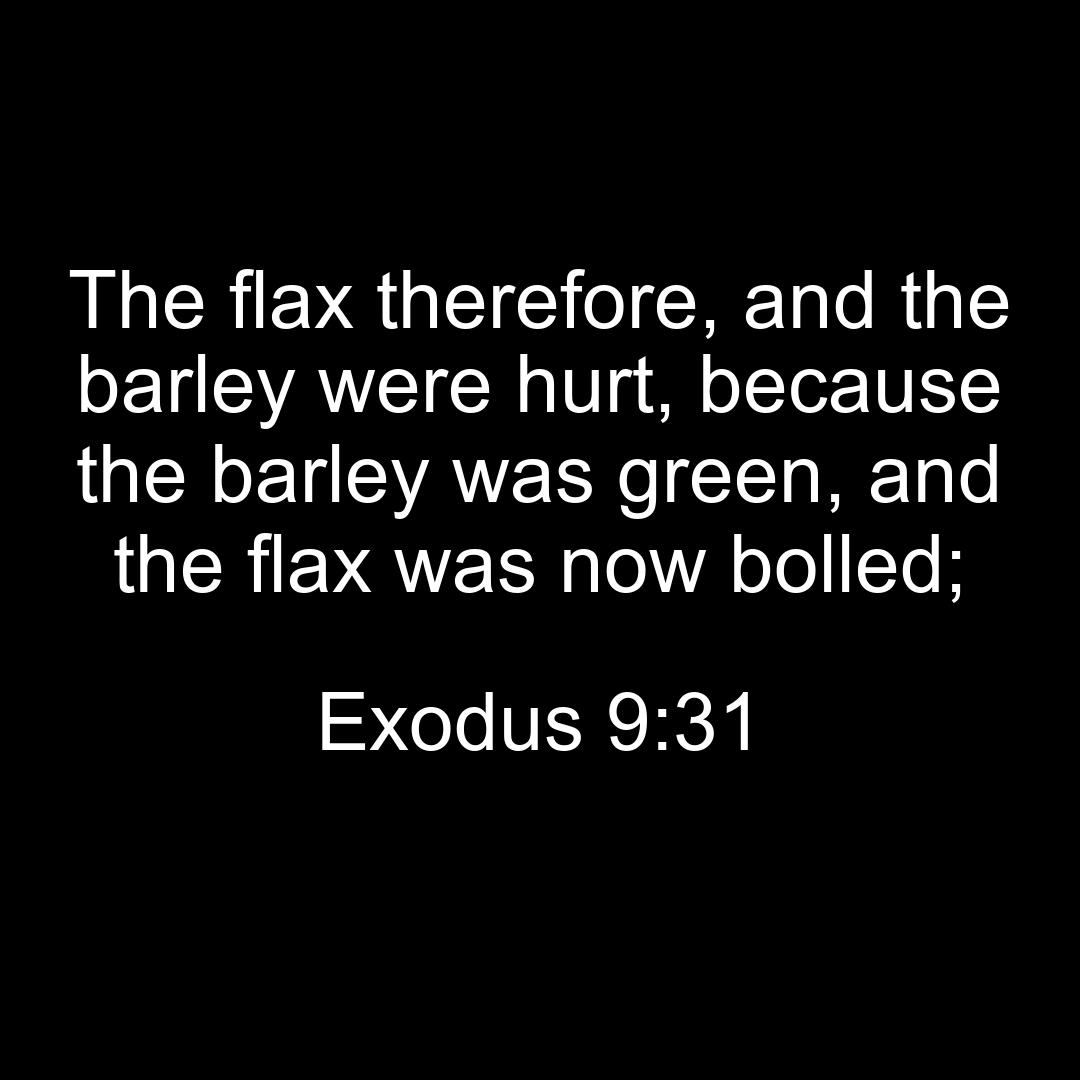 The flax therefore, and the
barley were hurt, because
the barley was green, and
the flax was now bolled;
Exodus 9:31